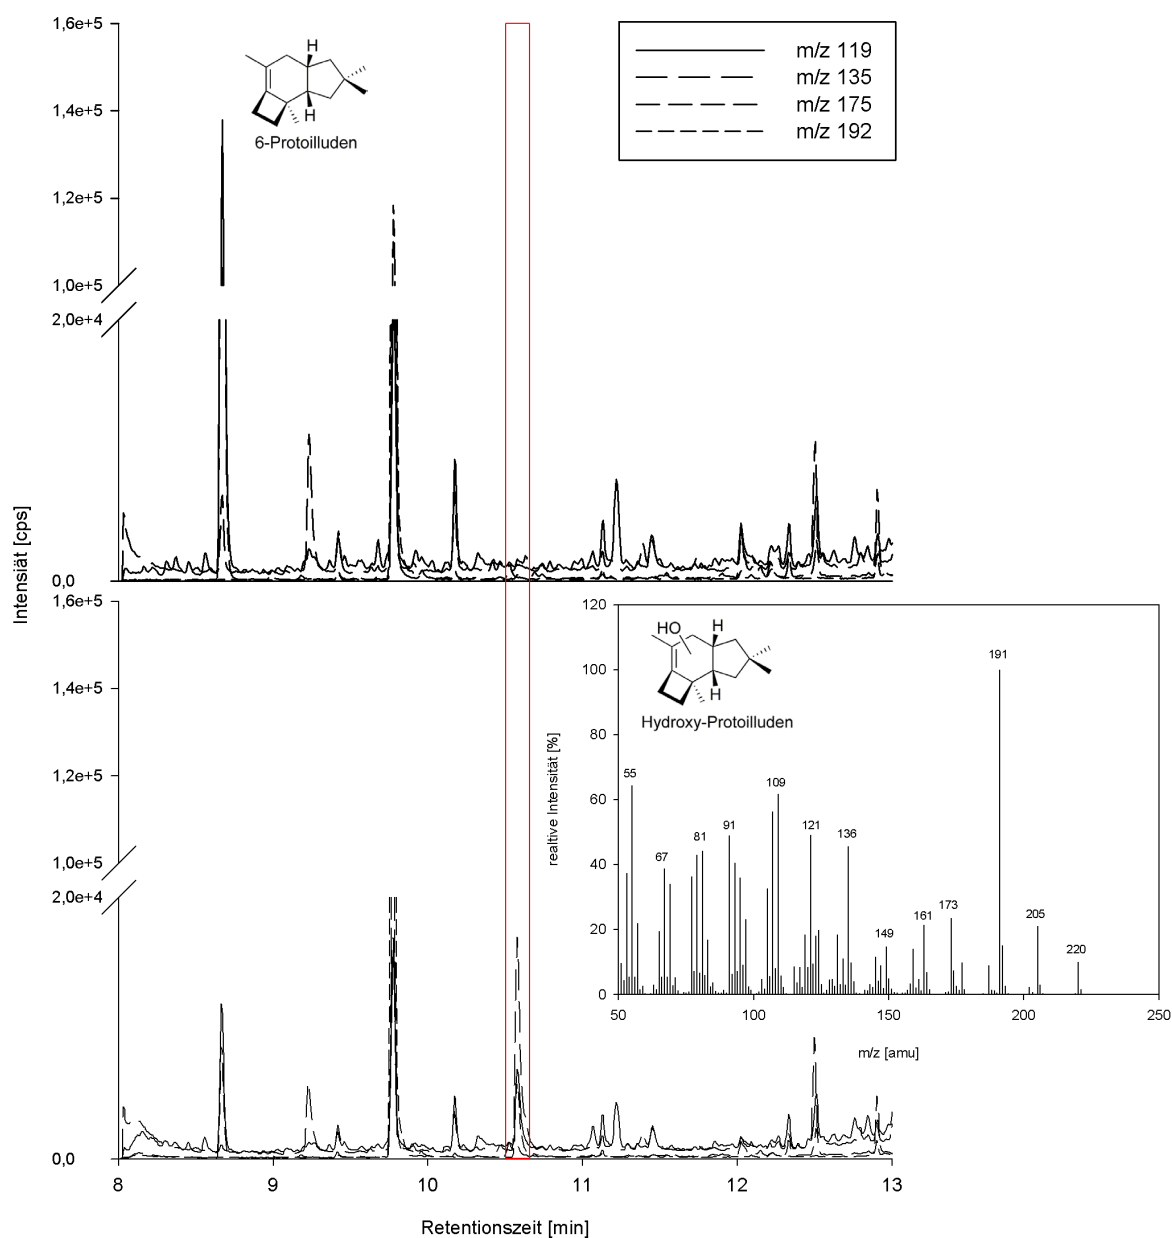 1,6e+5
H
H
6-Protoilluden
m/z 119
m/z 135
m/z 175
m/z 192
1,4e+5
1,2e+5
1,0e+5
2,0e+4
0,0
Intensiät [cps]
1,6e+5
1,4e+5
1,2e+5
1,0e+5
2,0e+4
0,0
8
9
10
11
12
13
Retentionszeit [min]
120
100
80
60
40
20
0
realtive Intensität [%]
HO
H
H
Hydroxy-Protoilluden
55
67
81
91
109
121
136
149
161
173
191
205
220
50
100
150
200
250
m/z [amu]